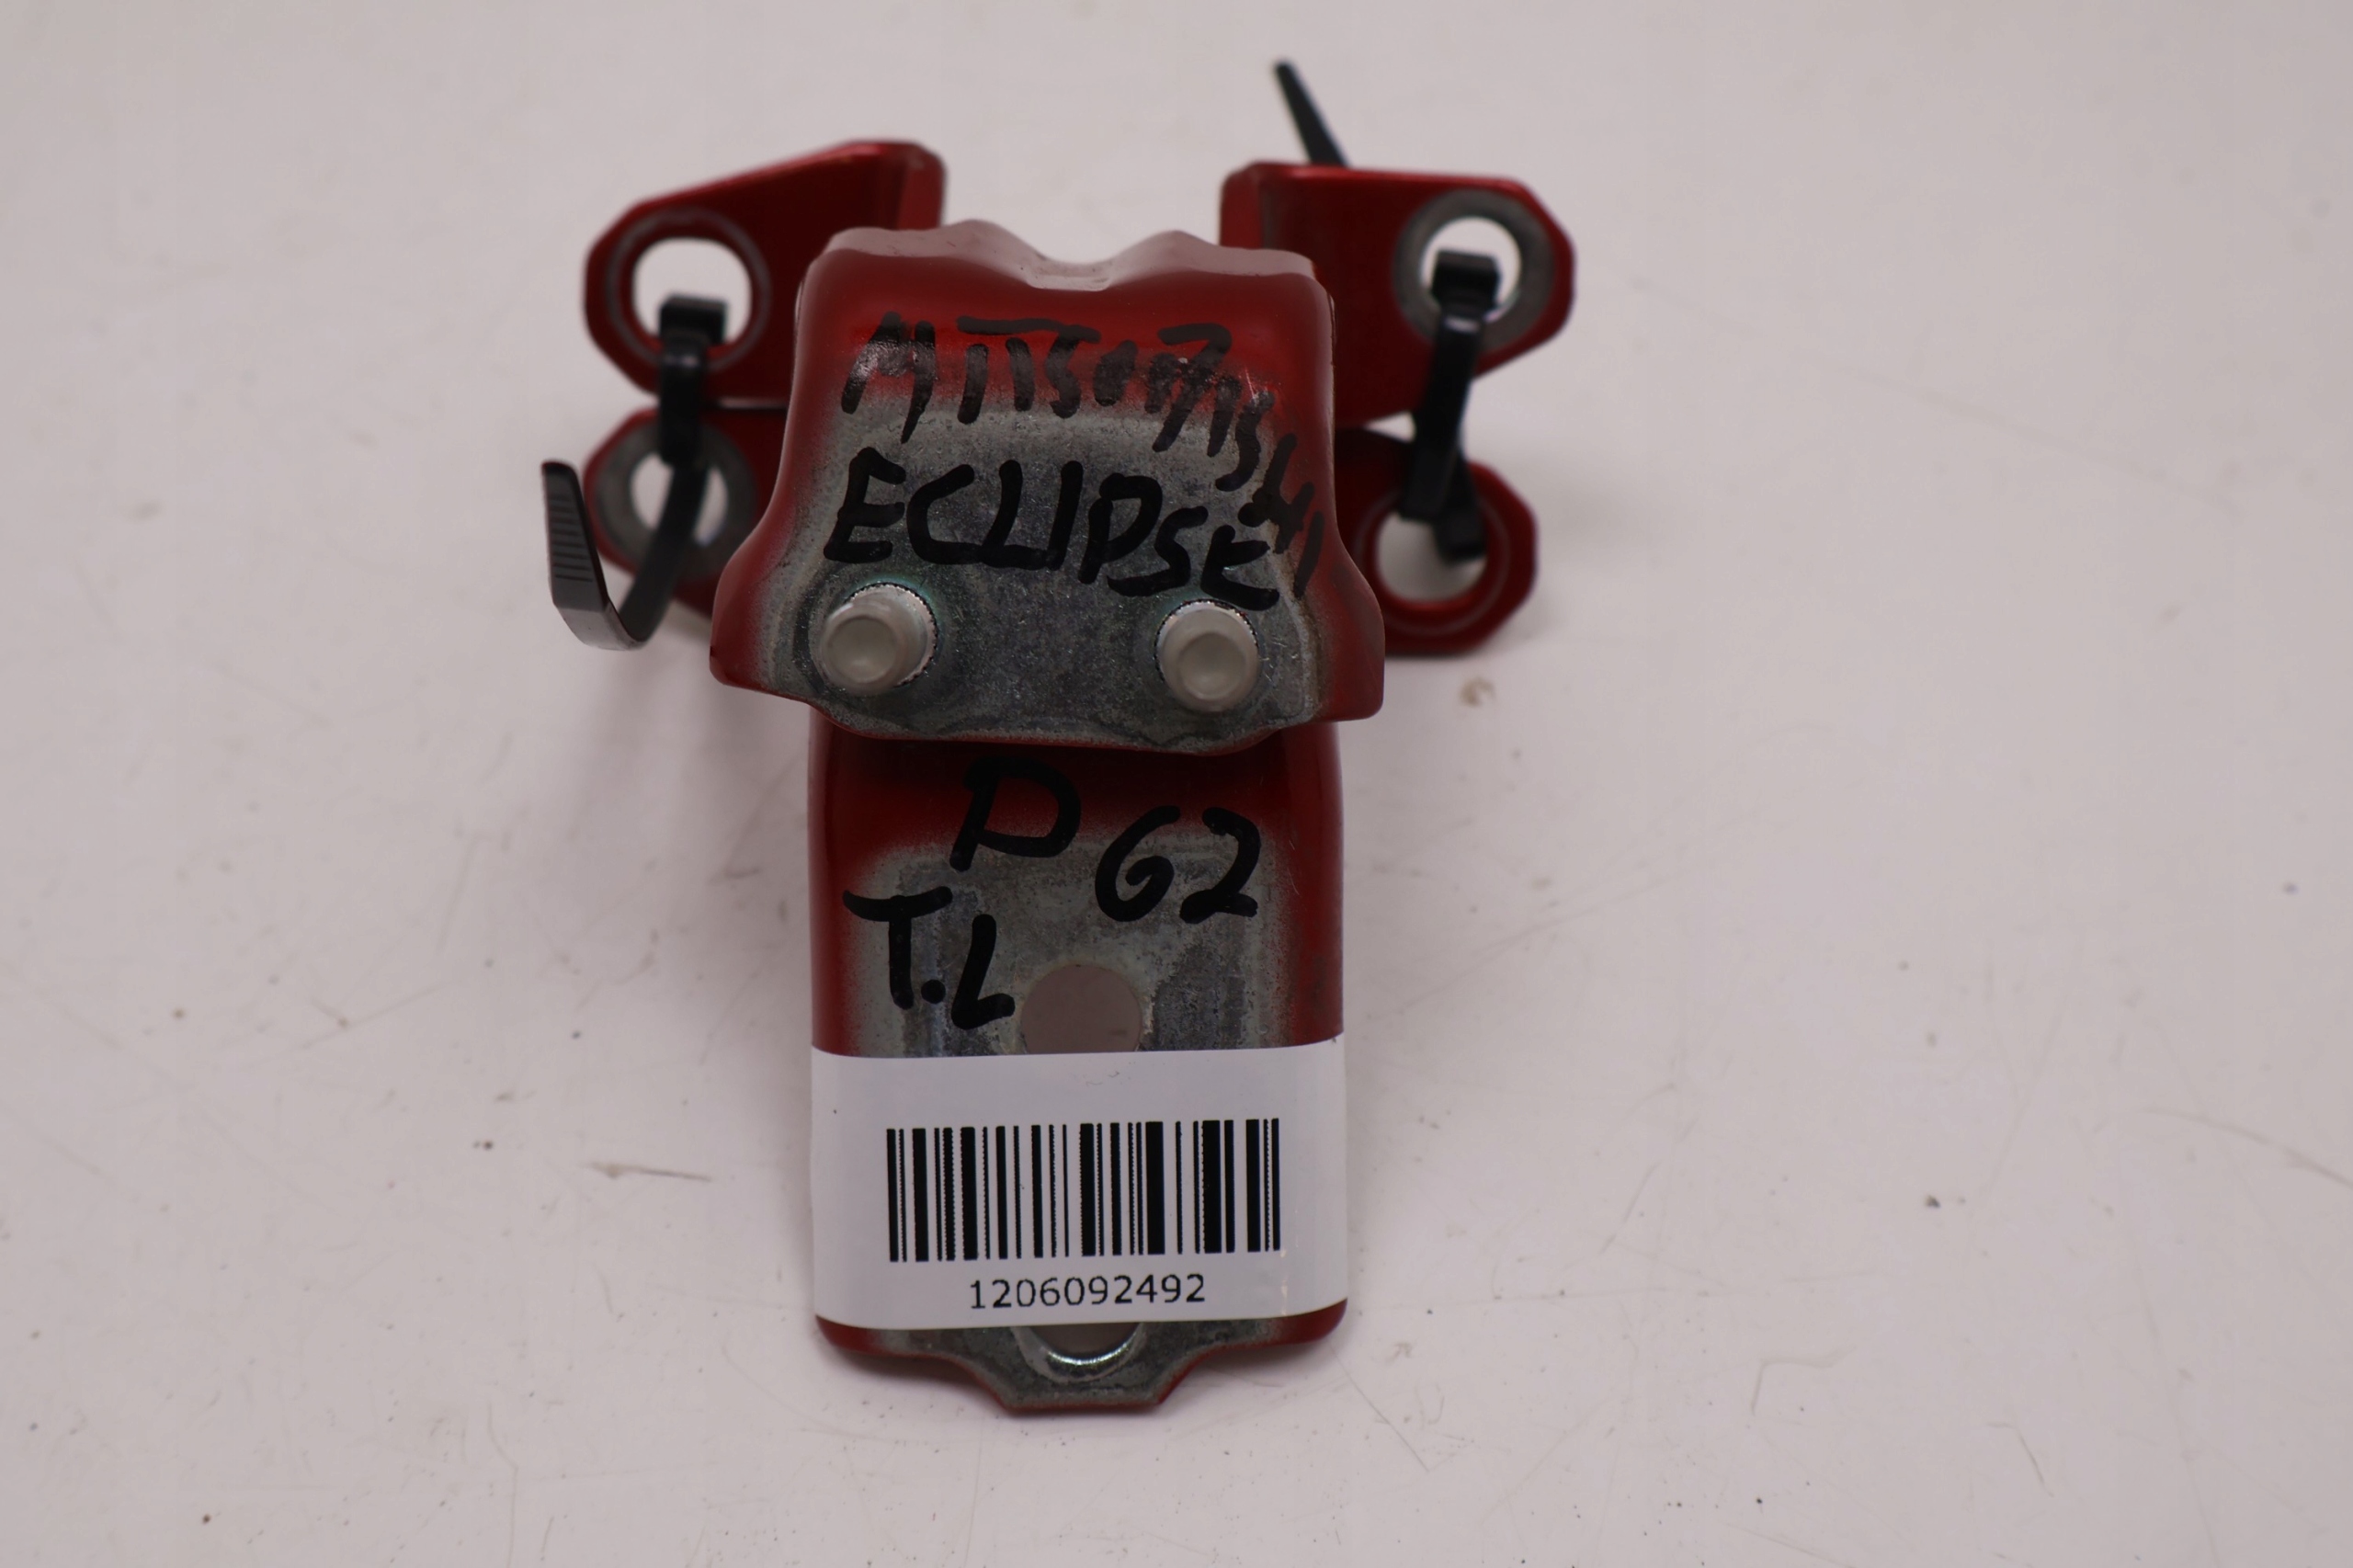 MITSUBISHI
ECLIPSE
P 62
T.L
1206092492